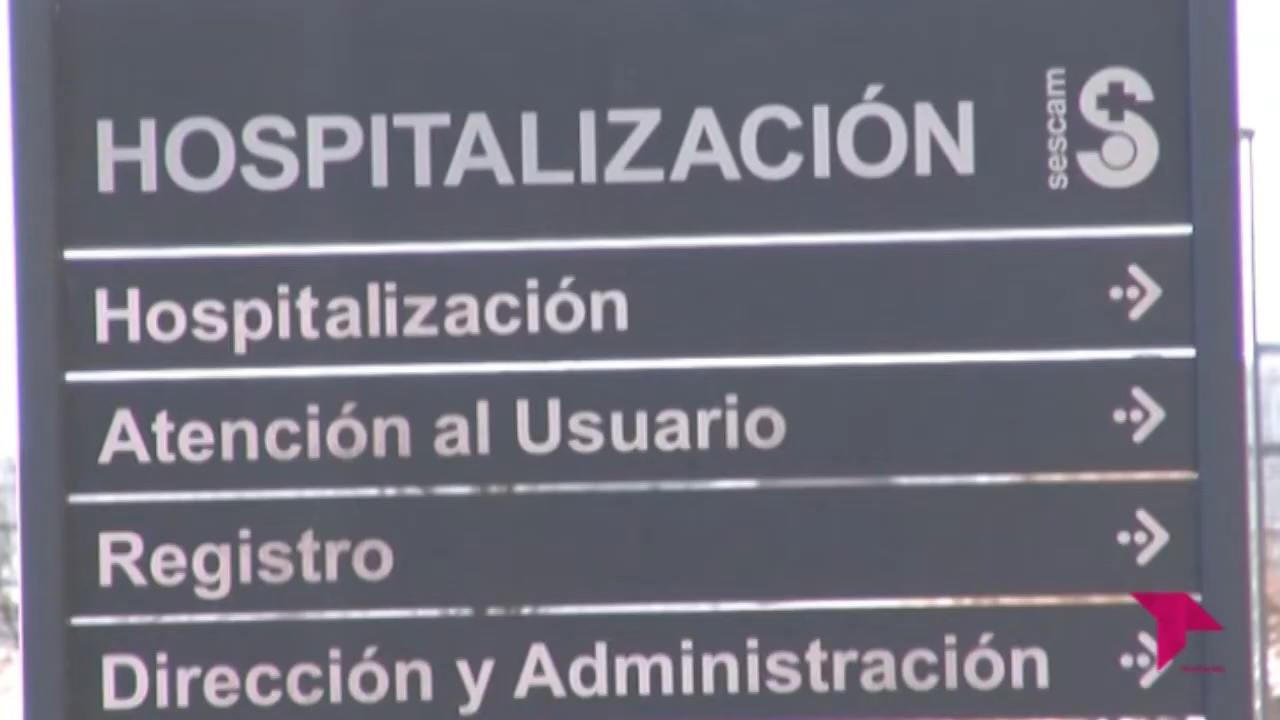 HOSPITALIZACIÓN
sescam
Hospitalización
Atención al Usuario
Registro
Dirección y Administración